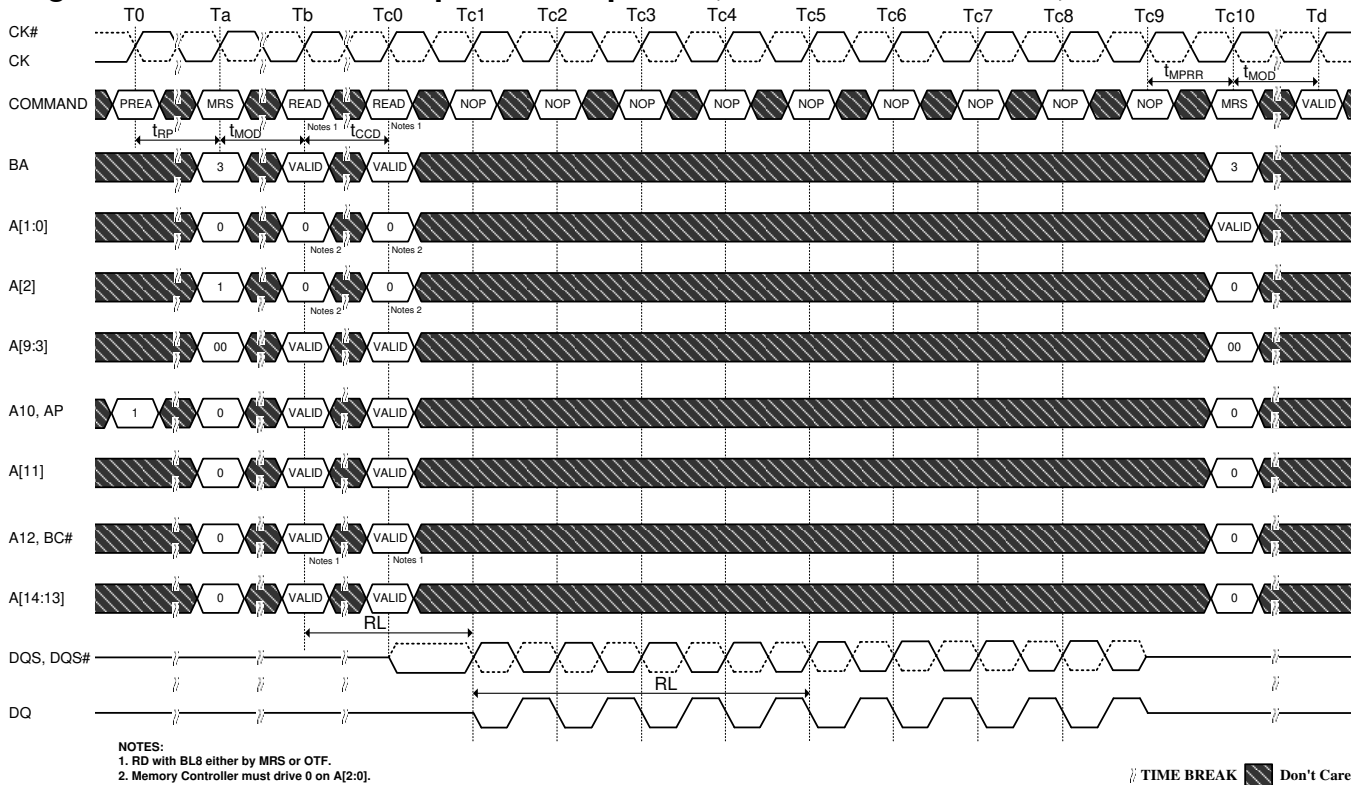 T0 Ta Tb Tc0 Tc1 Tc2 Tc3 Tc4 Tc5 Tc6 Tc7 Tc8 Tc9 Tc10 Td
CK#
CK
tMPRR tMOD
COMMAND PREA MRS READ READ NOP NOP NOP NOP NOP NOP NOP NOP NOP MRS VALID
Notes 1 Notes 1
tRP tMOD tCCD
BA 3 VALID VALID 3
A[1:0] 0 0 0 VALID
Notes 2 Notes 2
A[2] 1 0 0 0
Notes 2 Notes 2
A[9:3] 00 VALID VALID 00
A10, AP 1 0 VALID VALID 0
A[11] 0 VALID VALID 0
A12, BC# 0 VALID VALID 0
Notes 1 Notes 1
A[14:13] 0 VALID VALID 0
RL
DQS, DQS#
RL
DQ
NOTES:
1. RD with BL8 either by MRS or OTF.
2. Memory Controller must drive 0 on A[2:0].
TIME BREAK Don't Care